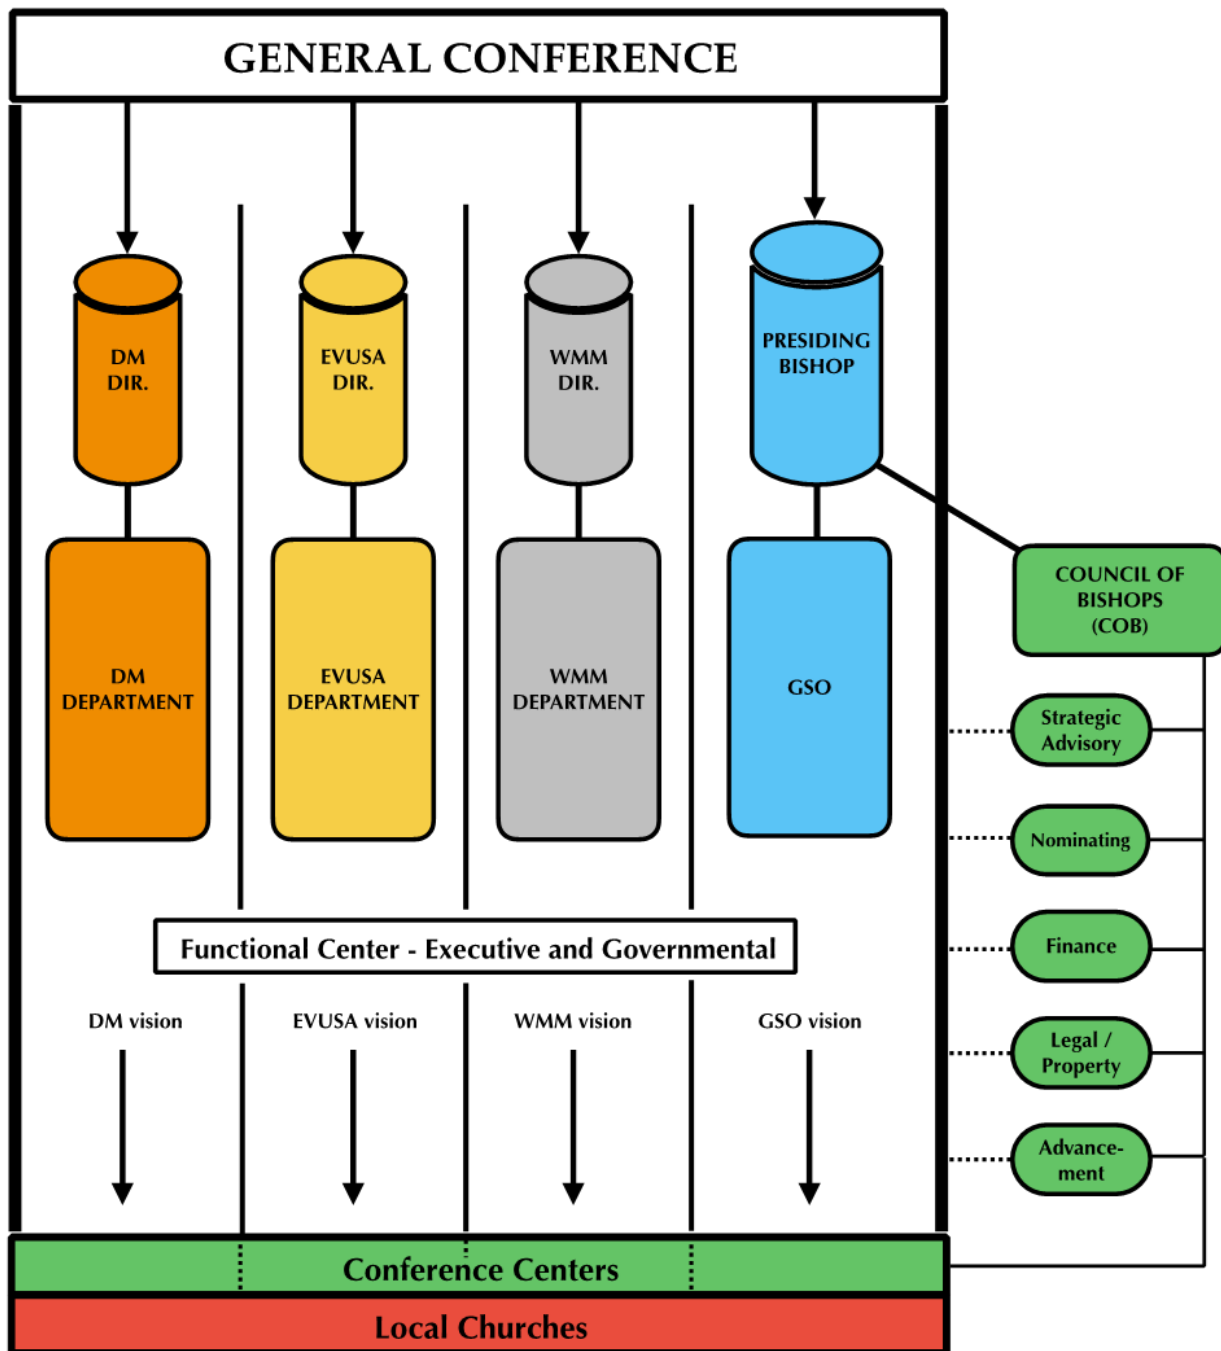 GENERAL CONFERENCE
DM
DIR.
EVUSA
DIR.
WMM
DIR.
PRESIDING
BISHOP
COUNCIL OF
BISHOPS
(COB)
DM
DEPARTMENT
EVUSA
DEPARTMENT
WMM
DEPARTMENT
GSO
Strategic
Advisory
Nominating
Finance
Legal /
Property
Advance-
ment
Functional Center - Executive and Governmental
DM vision
EVUSA vision
WMM vision
GSO vision
Conference Centers
Local Churches